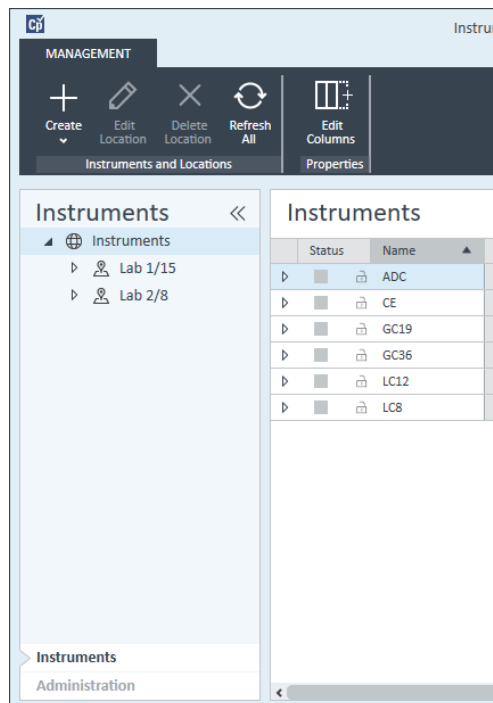 Cp
Instru
MANAGEMENT
Create
Edit Location
Delete Location
Refresh All
Edit Columns
Instruments and Locations
Properties
Instruments
Instruments
Lab 1/15
Lab 2/8
Instruments
Administration
Instruments
Status Name
ADC
CE
GC19
GC36
LC12
LC8